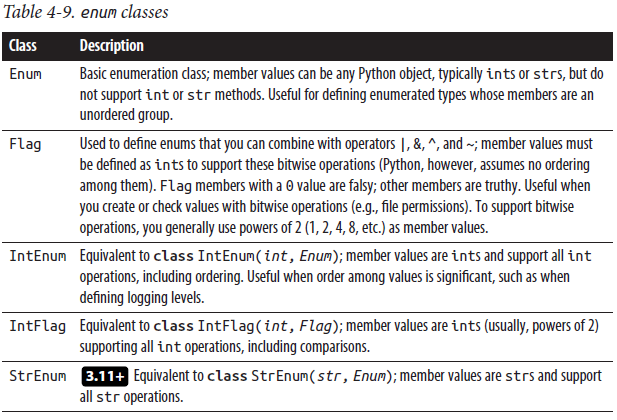 Table 4-9. enum classes
Class Description
Enum Basic enumeration class; member values can be any Python object, typically ints or strs, but do
not support int or str methods. Useful for defining enumerated types whose members are an
unordered group.
Flag Used to define enums that you can combine with operators |, &, ^, and ~; member values must
be defined as ints to support these bitwise operations (Python, however, assumes no ordering
among them). Flag members with a 0 value are falsy; other members are truthy. Useful when
you create or check values with bitwise operations (e.g., file permissions). To support bitwise
operations, you generally use powers of 2 (1, 2, 4, 8, etc.) as member values.
IntEnum Equivalent to class IntEnum(int, Enum); member values are ints and support all int
operations, including ordering. Useful when order among values is significant, such as when
defining logging levels.
IntFlag Equivalent to class IntFlag(int, Flag); member values are ints (usually, powers of 2)
supporting all int operations, including comparisons.
StrEnum 3.11+ Equivalent to class StrEnum(str, Enum); member values are strs and support
all str operations.